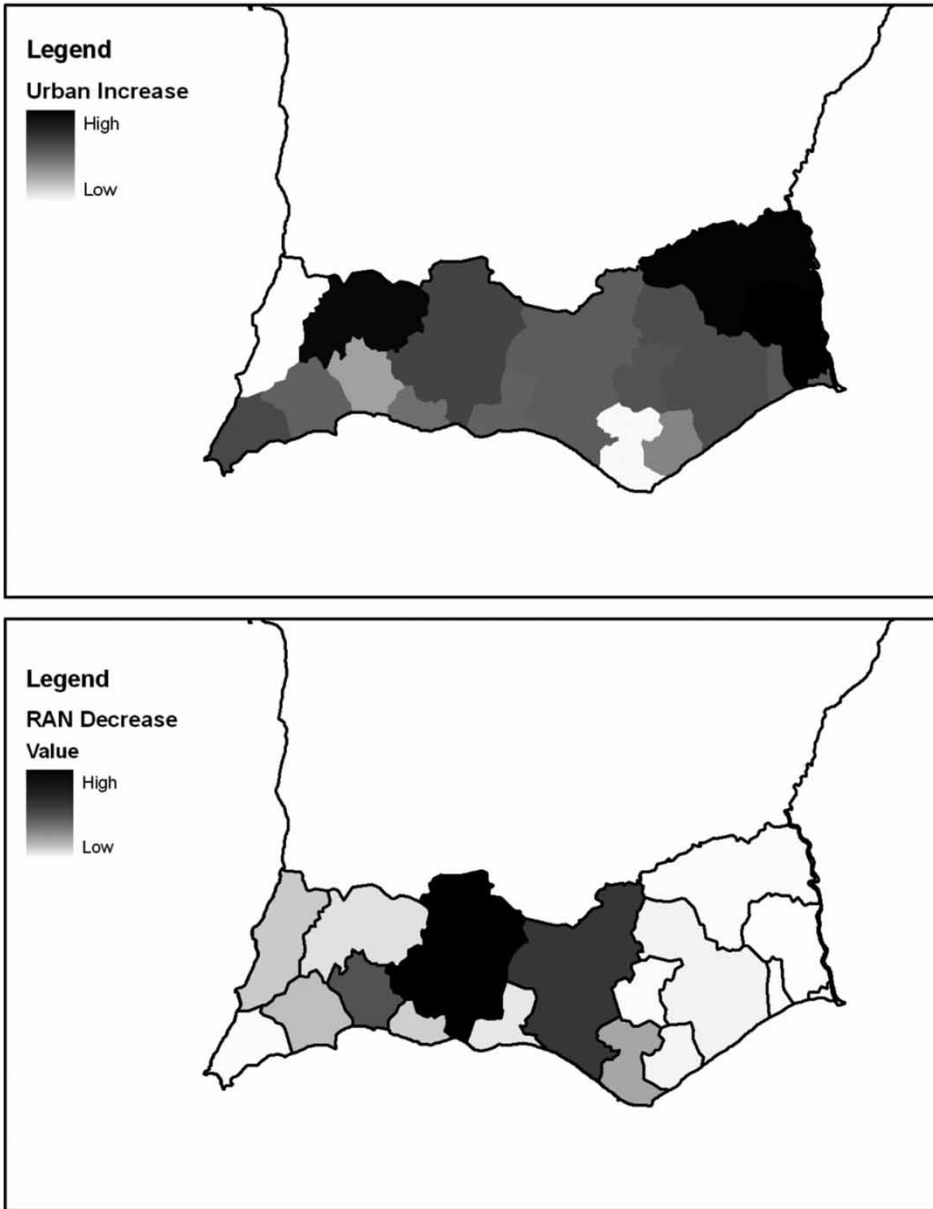 Legend
Urban Increase
High
Low
Legend
RAN Decrease
Value
High
Low